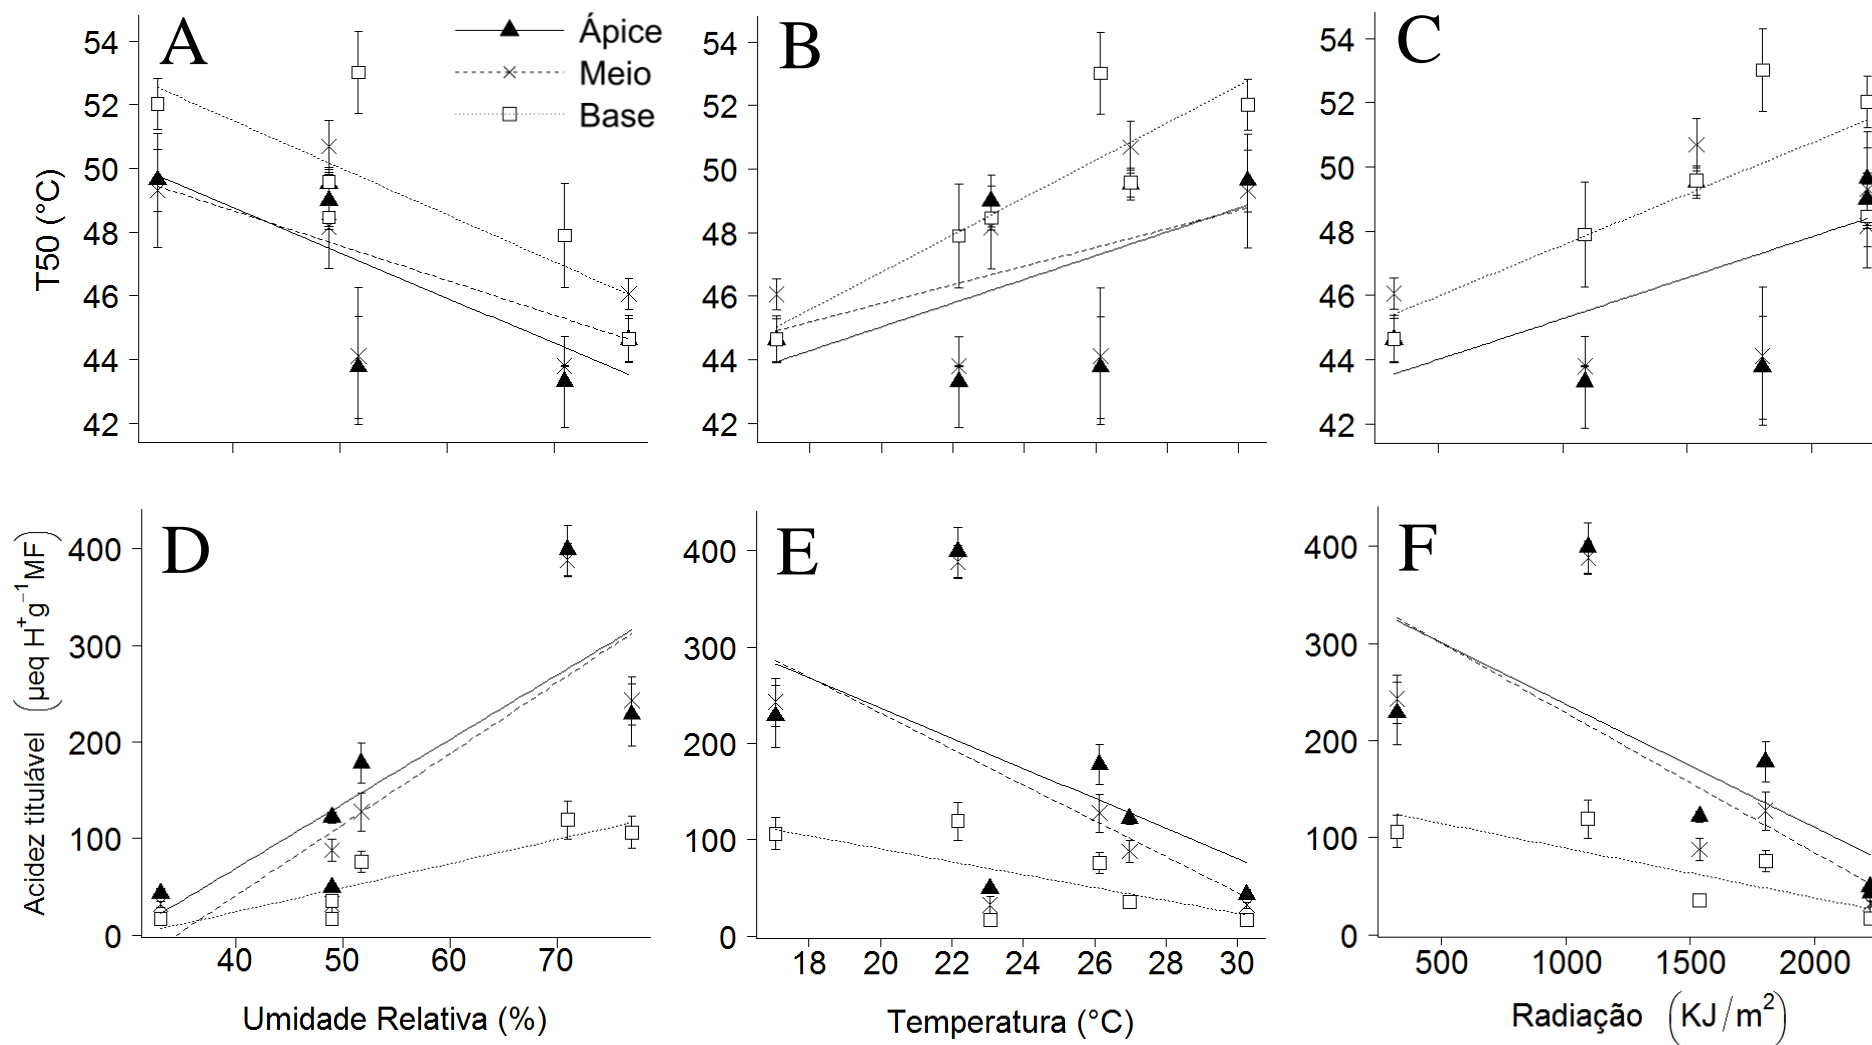 A
Ápice
Meio
Base
B
C
T50 (°C)
54
52
50
48
46
44
42
54
52
50
48
46
44
42
54
52
50
48
46
44
42
D
E
F
Acidez titulável (µeq H⁺g⁻¹MF)
400
300
200
100
0
400
300
200
100
0
400
300
200
100
0
40 50 60 70
18 20 22 24 26 28 30
500 1000 1500 2000
Umidade Relativa (%)
Temperatura (°C)
Radiação (KJ/m²)